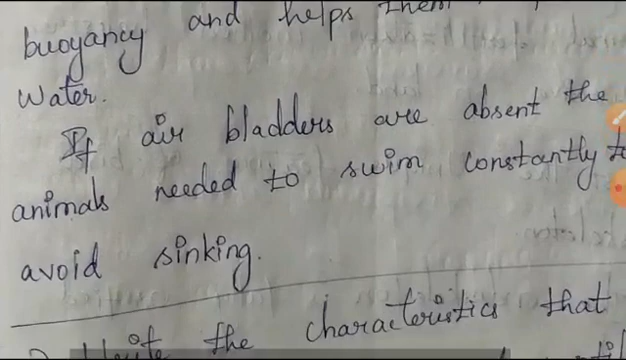 buoyancy and helps them
water.
If air bladders are absent the
animals needed to swim constantly to
avoid sinking.
the characteristics that